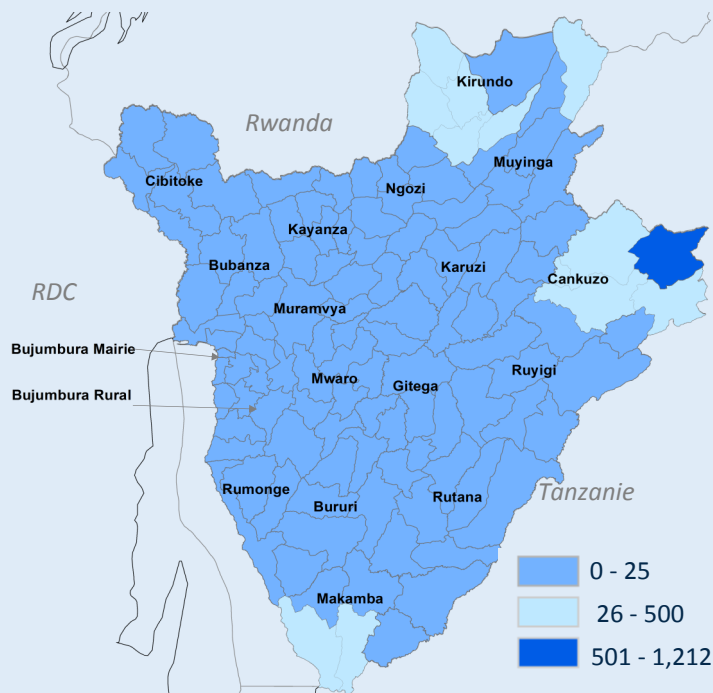 Kirundo
Rwanda
Muyinga
Cibitoke
Ngozi
Kayanza
Bubanza
Karuzi
Cankuzo
RDC
Muramvya
Bujumbura Mairie
Mwaro
Gitega
Ruyigi
Bujumbura Rural
Rumonge
Bururi
Rutana
Tanzanie
0 - 25
Makamba
26 - 500
501 - 1,212